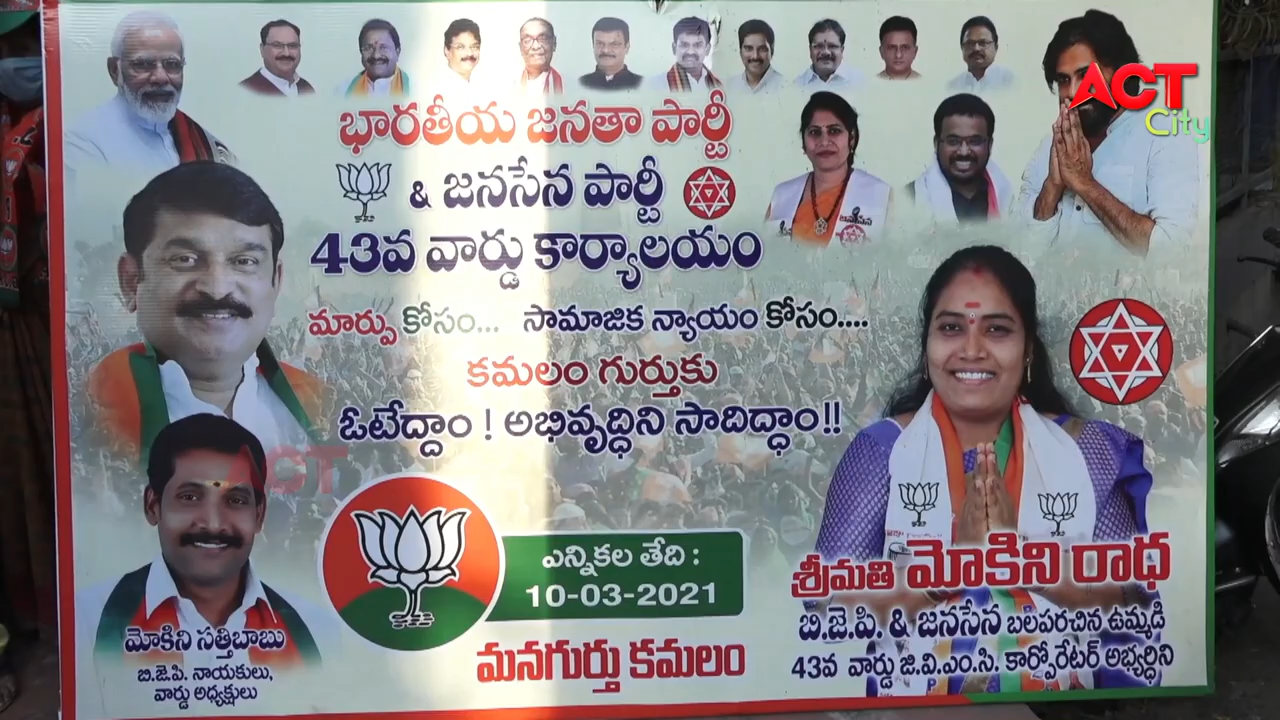 ACT
City
భారతీయ జనతా పార్టీ
& జనసేన పార్టీ
43వ వార్డు కార్యాలయం
మార్పు కోసం... సామాజిక న్యాయం కోసం....
కమలం గుర్తుకు
ఓటేద్దాం ! అభివృద్ధిని సాదిద్ధాం!!
ACT
ఎన్నికల తేది :
10-03-2021
మనగుర్తు కమలం
మోకిని సత్తిబాబు
బి.జె.పి. నాయకులు,
వార్డు అధ్యక్షులు
శ్రీమతి మోకిని రాధ
బి.జె.పి. & జనసేన బలపరచిన ఉమ్మడి
43వ వార్డు జి.వి.ఎం.సి. కార్పోరేటర్ అభ్యర్ధిని